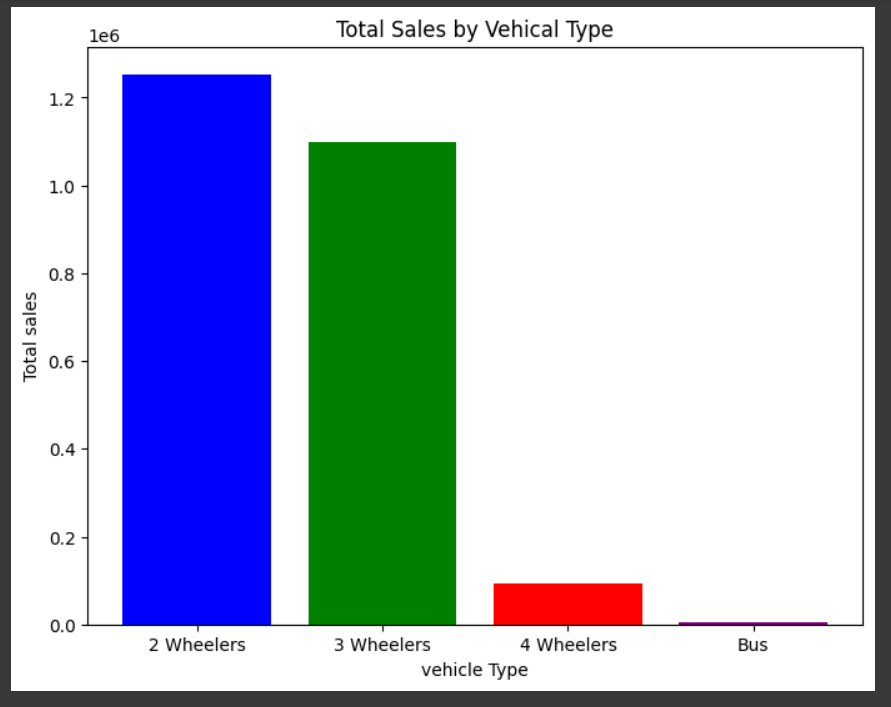 Total Sales by Vehical Type
1e6
1.2
1.0
0.8
0.6
0.4
0.2
0.0
Total sales
2 Wheelers 3 Wheelers 4 Wheelers Bus
vehicle Type